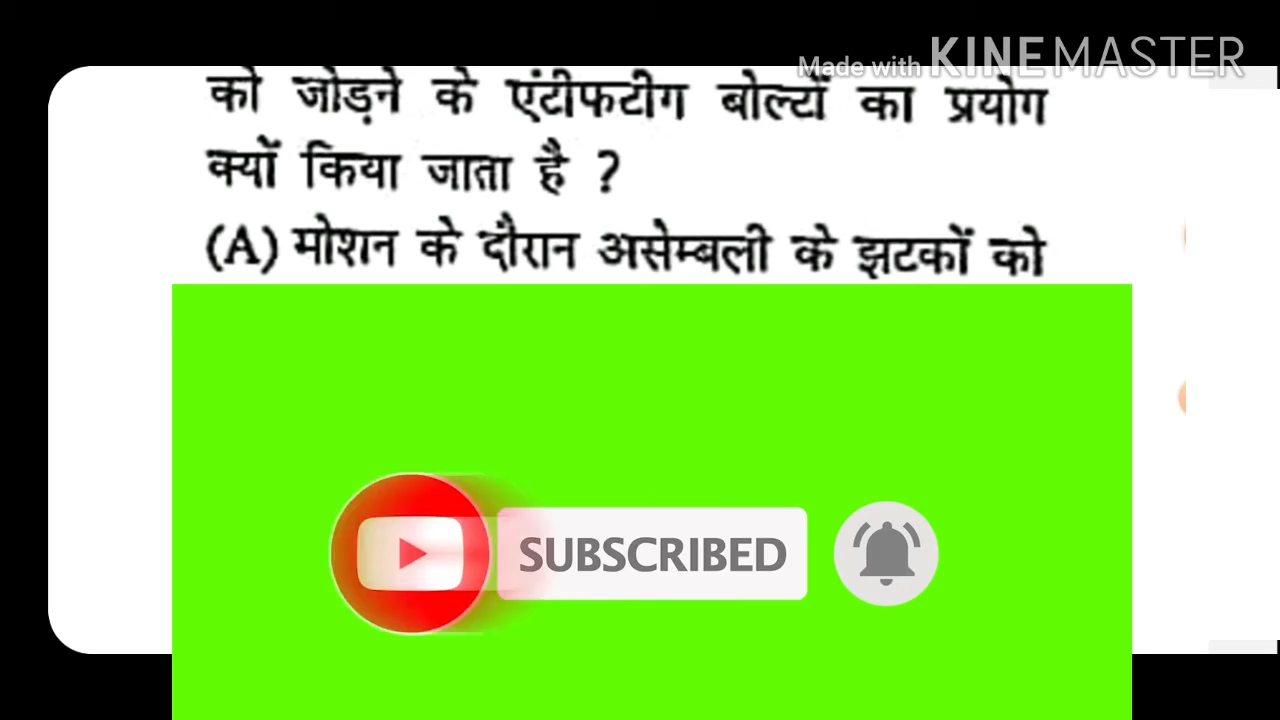 Made with KINEMASTER
को जोड़ने के एंटीफटीग बोल्टों का प्रयोग
क्यों किया जाता है ?
(A) मोशन के दौरान असेम्बली के झटकों को
SUBSCRIBED